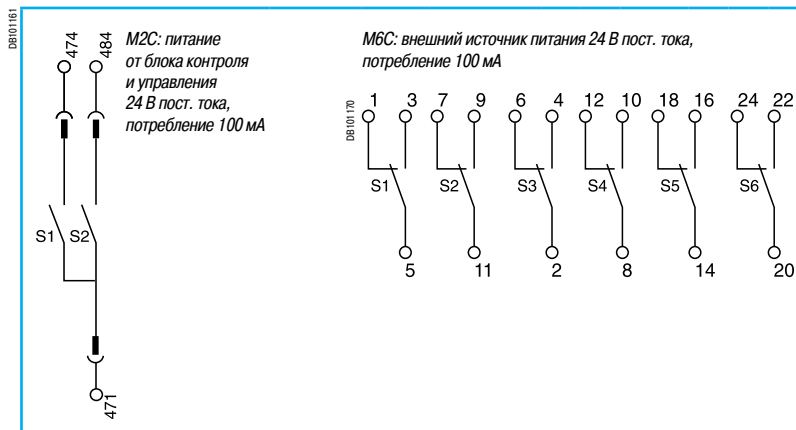 DB101161
474 484
М2С: питание
от блока контроля
и управления
24 В пост. тока,
потребление 100 мА
S1 S2
471
М6С: внешний источник питания 24 В пост. тока,
потребление 100 мА
DB101170
1 3 7 9 6 4 12 10 18 16 24 22
S1 S2 S3 S4 S5 S6
5 11 2 8 14 20